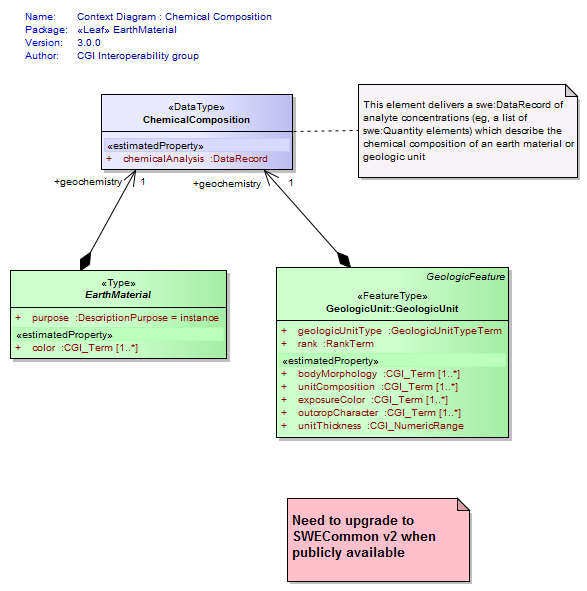 Name: Context Diagram : Chemical Composition
Package: «Leaf» EarthMaterial
Version: 3.0.0
Author: CGI Interoperability group
«DataType»
ChemicalComposition
«estimatedProperty»
+ chemicalAnalysis :DataRecord
This element delivers a swe:DataRecord of
analyte concentrations (eg, a list of
swe:Quantity elements) which describe the
chemical composition of an earth material or
geologic unit
+geochemistry 1
+geochemistry 1
«Type»
EarthMaterial
+ purpose :DescriptionPurpose = instance
«estimatedProperty»
+ color :CGI_Term [1..*]
GeologicFeature
«FeatureType»
GeologicUnit::GeologicUnit
+ geologicUnitType :GeologicUnitTypeTerm
+ rank :RankTerm
«estimatedProperty»
+ bodyMorphology :CGI_Term [1..*]
+ unitComposition :CGI_Term [1..*]
+ exposureColor :CGI_Term [1..*]
+ outcropCharacter :CGI_Term [1..*]
+ unitThickness :CGI_NumericRange
Need to upgrade to
SWECommon v2 when
publicly available